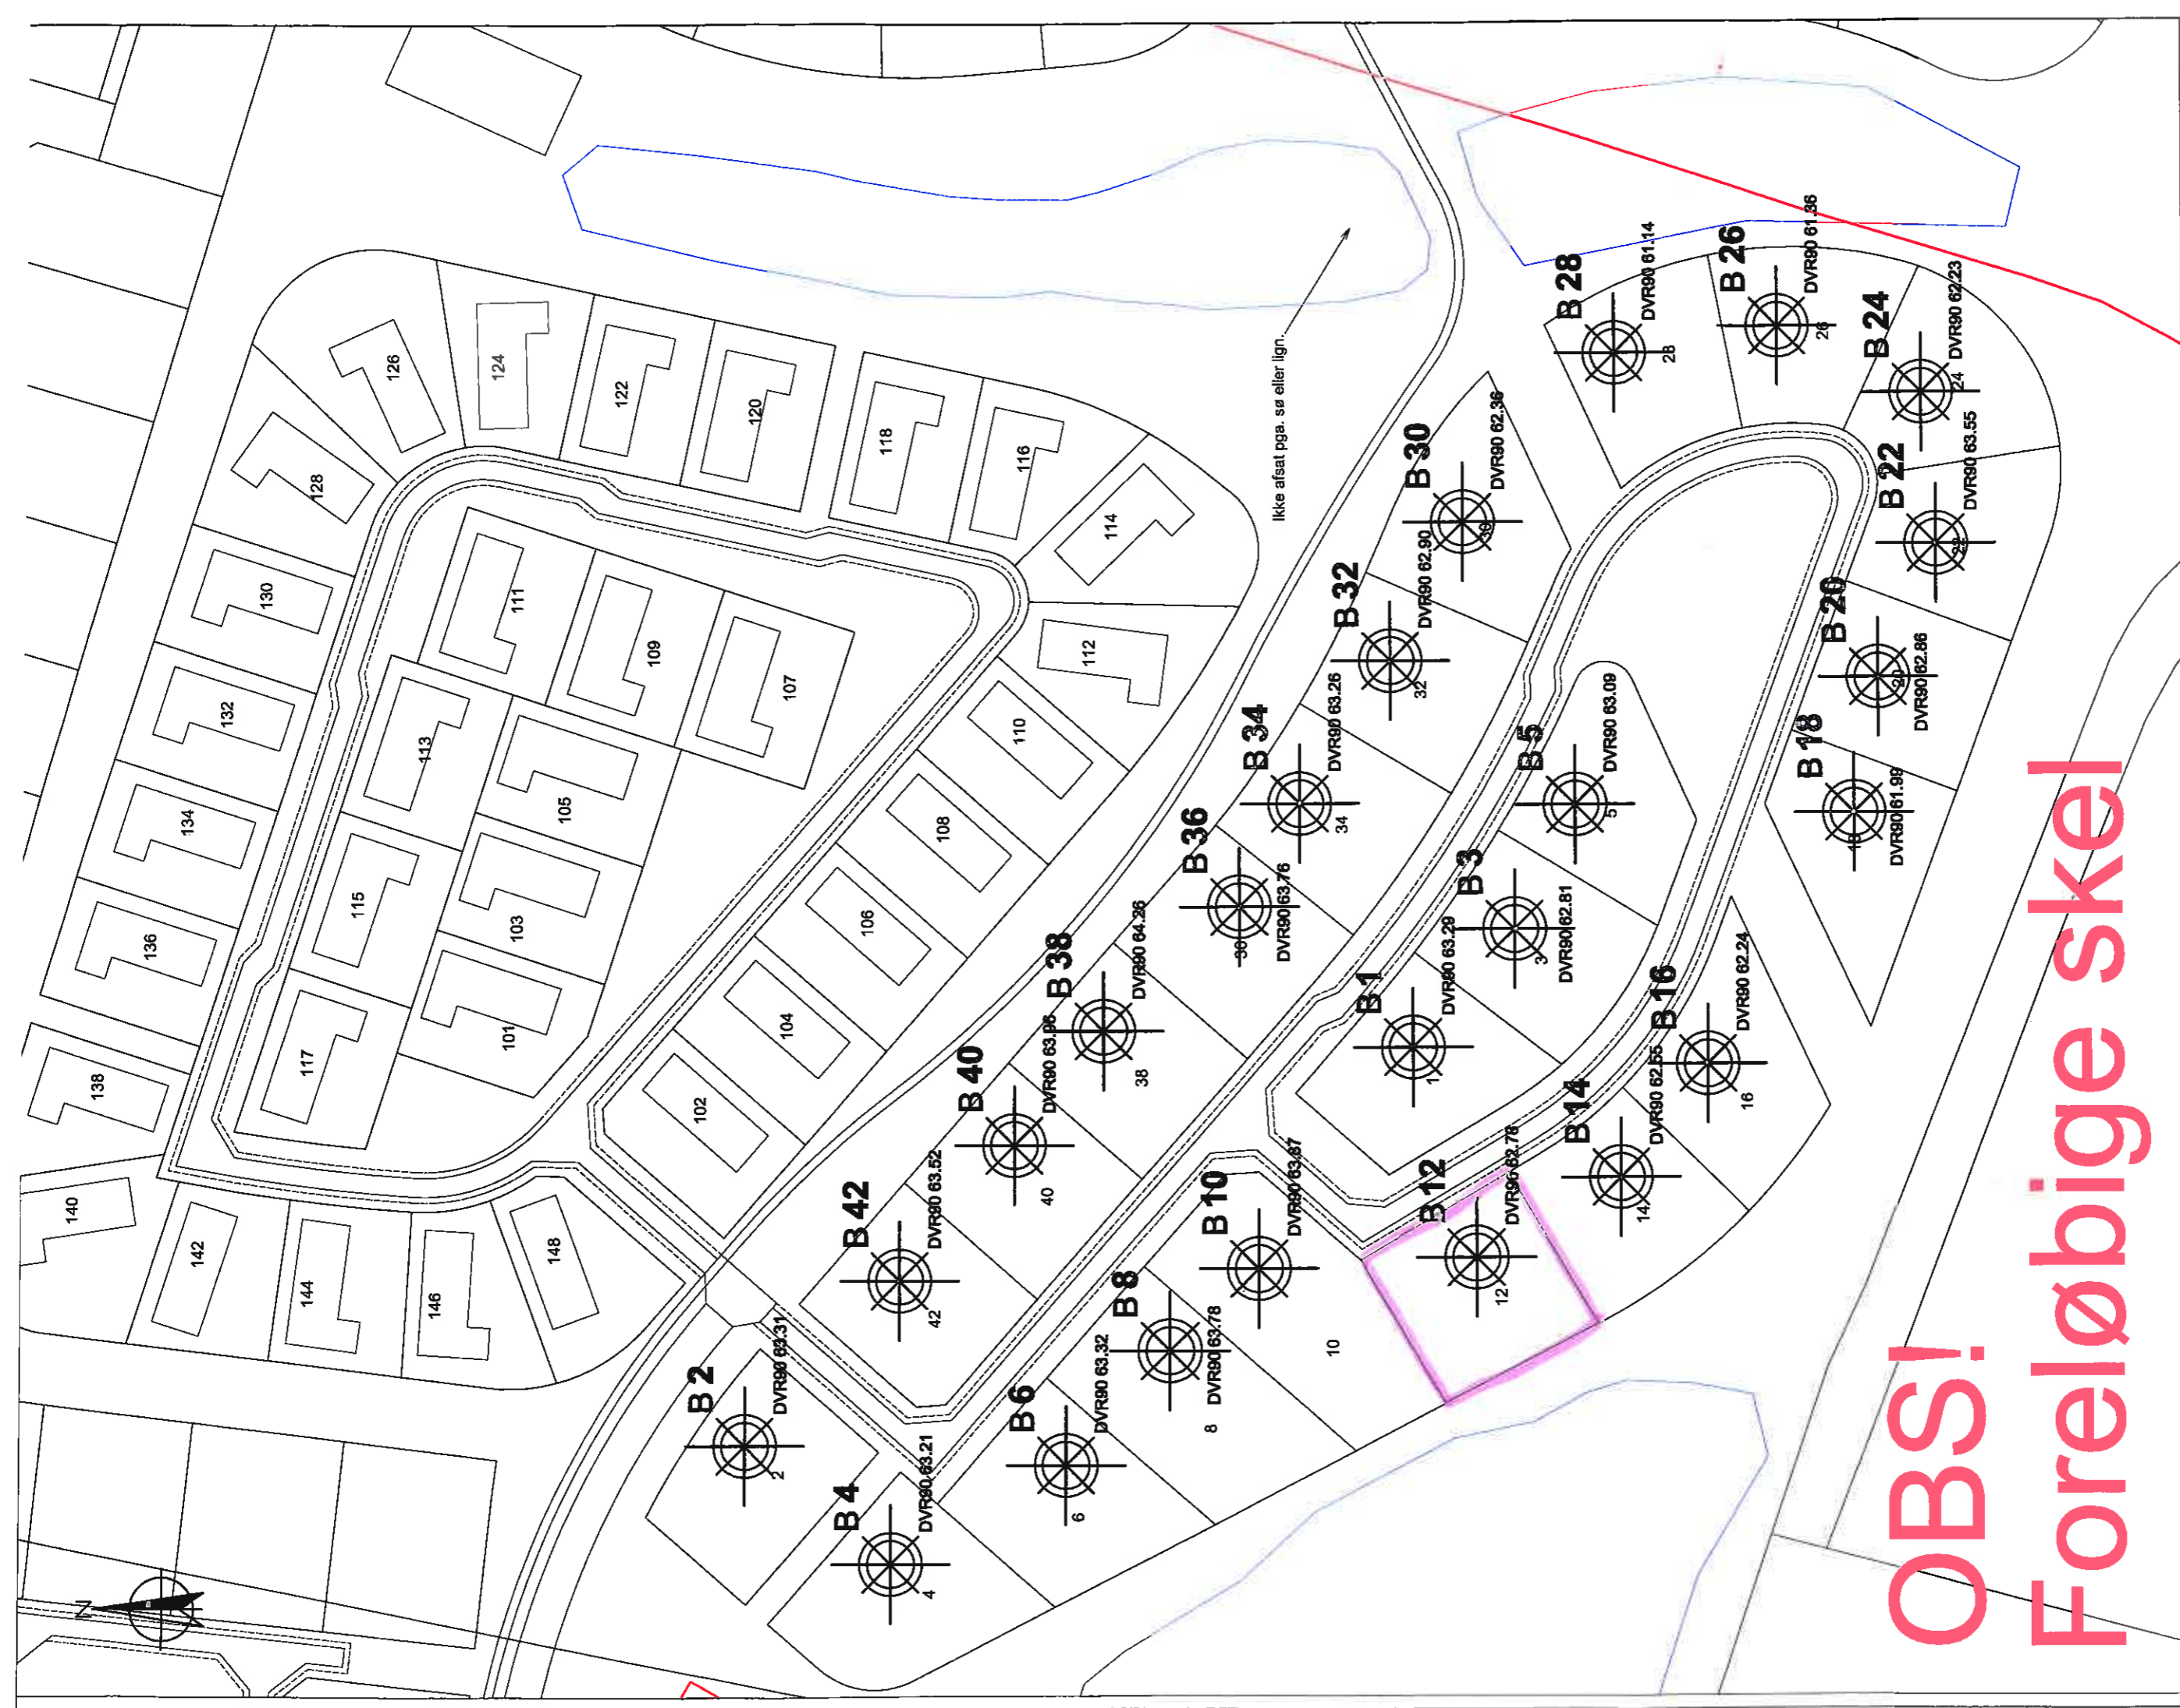 N
140
138
136
134
132
130
128
126
124
122
120
118
116
114
112
110
108
106
104
102
142
144
146
148
117
115
113
111
109
107
105
103
101
Ikke afsat pga. sø eller lign.
B 2
DVR90 63.31
2
B 4
DVR90 63.21
4
B 6
DVR90 63.32
6
B 8
DVR90 63.78
8
B 10
DVR90 63.87
10
B 12
DVR90 62.78
12
B 14
DVR90 62.55
14
B 16
DVR90 62.24
16
B 18
DVR90 61.99
18
B 20
DVR90 62.86
20
B 22
DVR90 63.55
22
B 24
DVR90 62.23
24
B 26
DVR90 61.36
26
B 28
DVR90 61.14
28
B 30
DVR90 62.36
30
B 32
DVR90 62.90
32
B 34
DVR90 63.26
34
B 36
DVR90 63.76
36
B 38
DVR90 64.26
38
B 40
DVR90 63.96
40
B 42
DVR90 63.52
42
B 1
DVR90 63.29
1
B 3
DVR90 62.81
3
B 5
DVR90 63.09
5
OBS!
Foreløbige skel